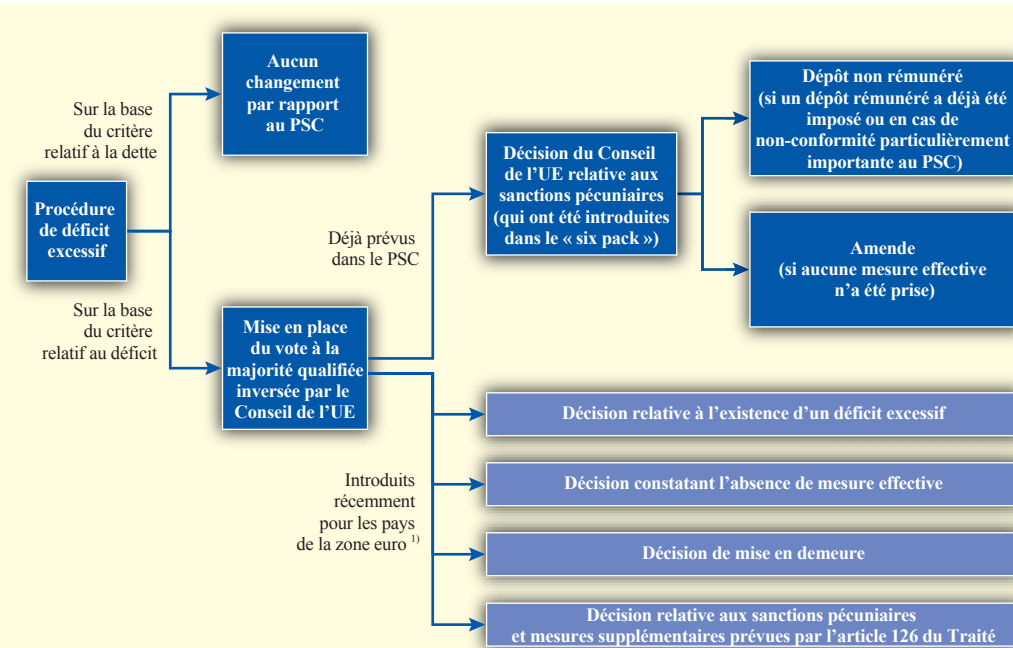 Aucun
changement
par rapport
au PSC
Sur la base
du critère
relatif à la dette
Procédure
de déficit
excessif
Sur la base
du critère
relatif au déficit
Mise en place
du vote à la
majorité qualifiée
inversée par le
Conseil de l’UE
Déjà prévus
dans le PSC
Décision du Conseil
de l’UE relative aux
sanctions pécuniaires
(qui ont été introduites
dans le « six pack »)
Dépôt non rémunéré
(si un dépôt rémunéré a déjà été
imposé ou en cas de
non-conformité particulièrement
importante au PSC)
Amende
(si aucune mesure effective
n’a été prise)
Introduits
récemment
pour les pays
de la zone euro 1)
Décision relative à l’existence d’un déficit excessif
Décision constatant l’absence de mesure effective
Décision de mise en demeure
Décision relative aux sanctions pécuniaires
et mesures supplémentaires prévues par l’article 126 du Traité